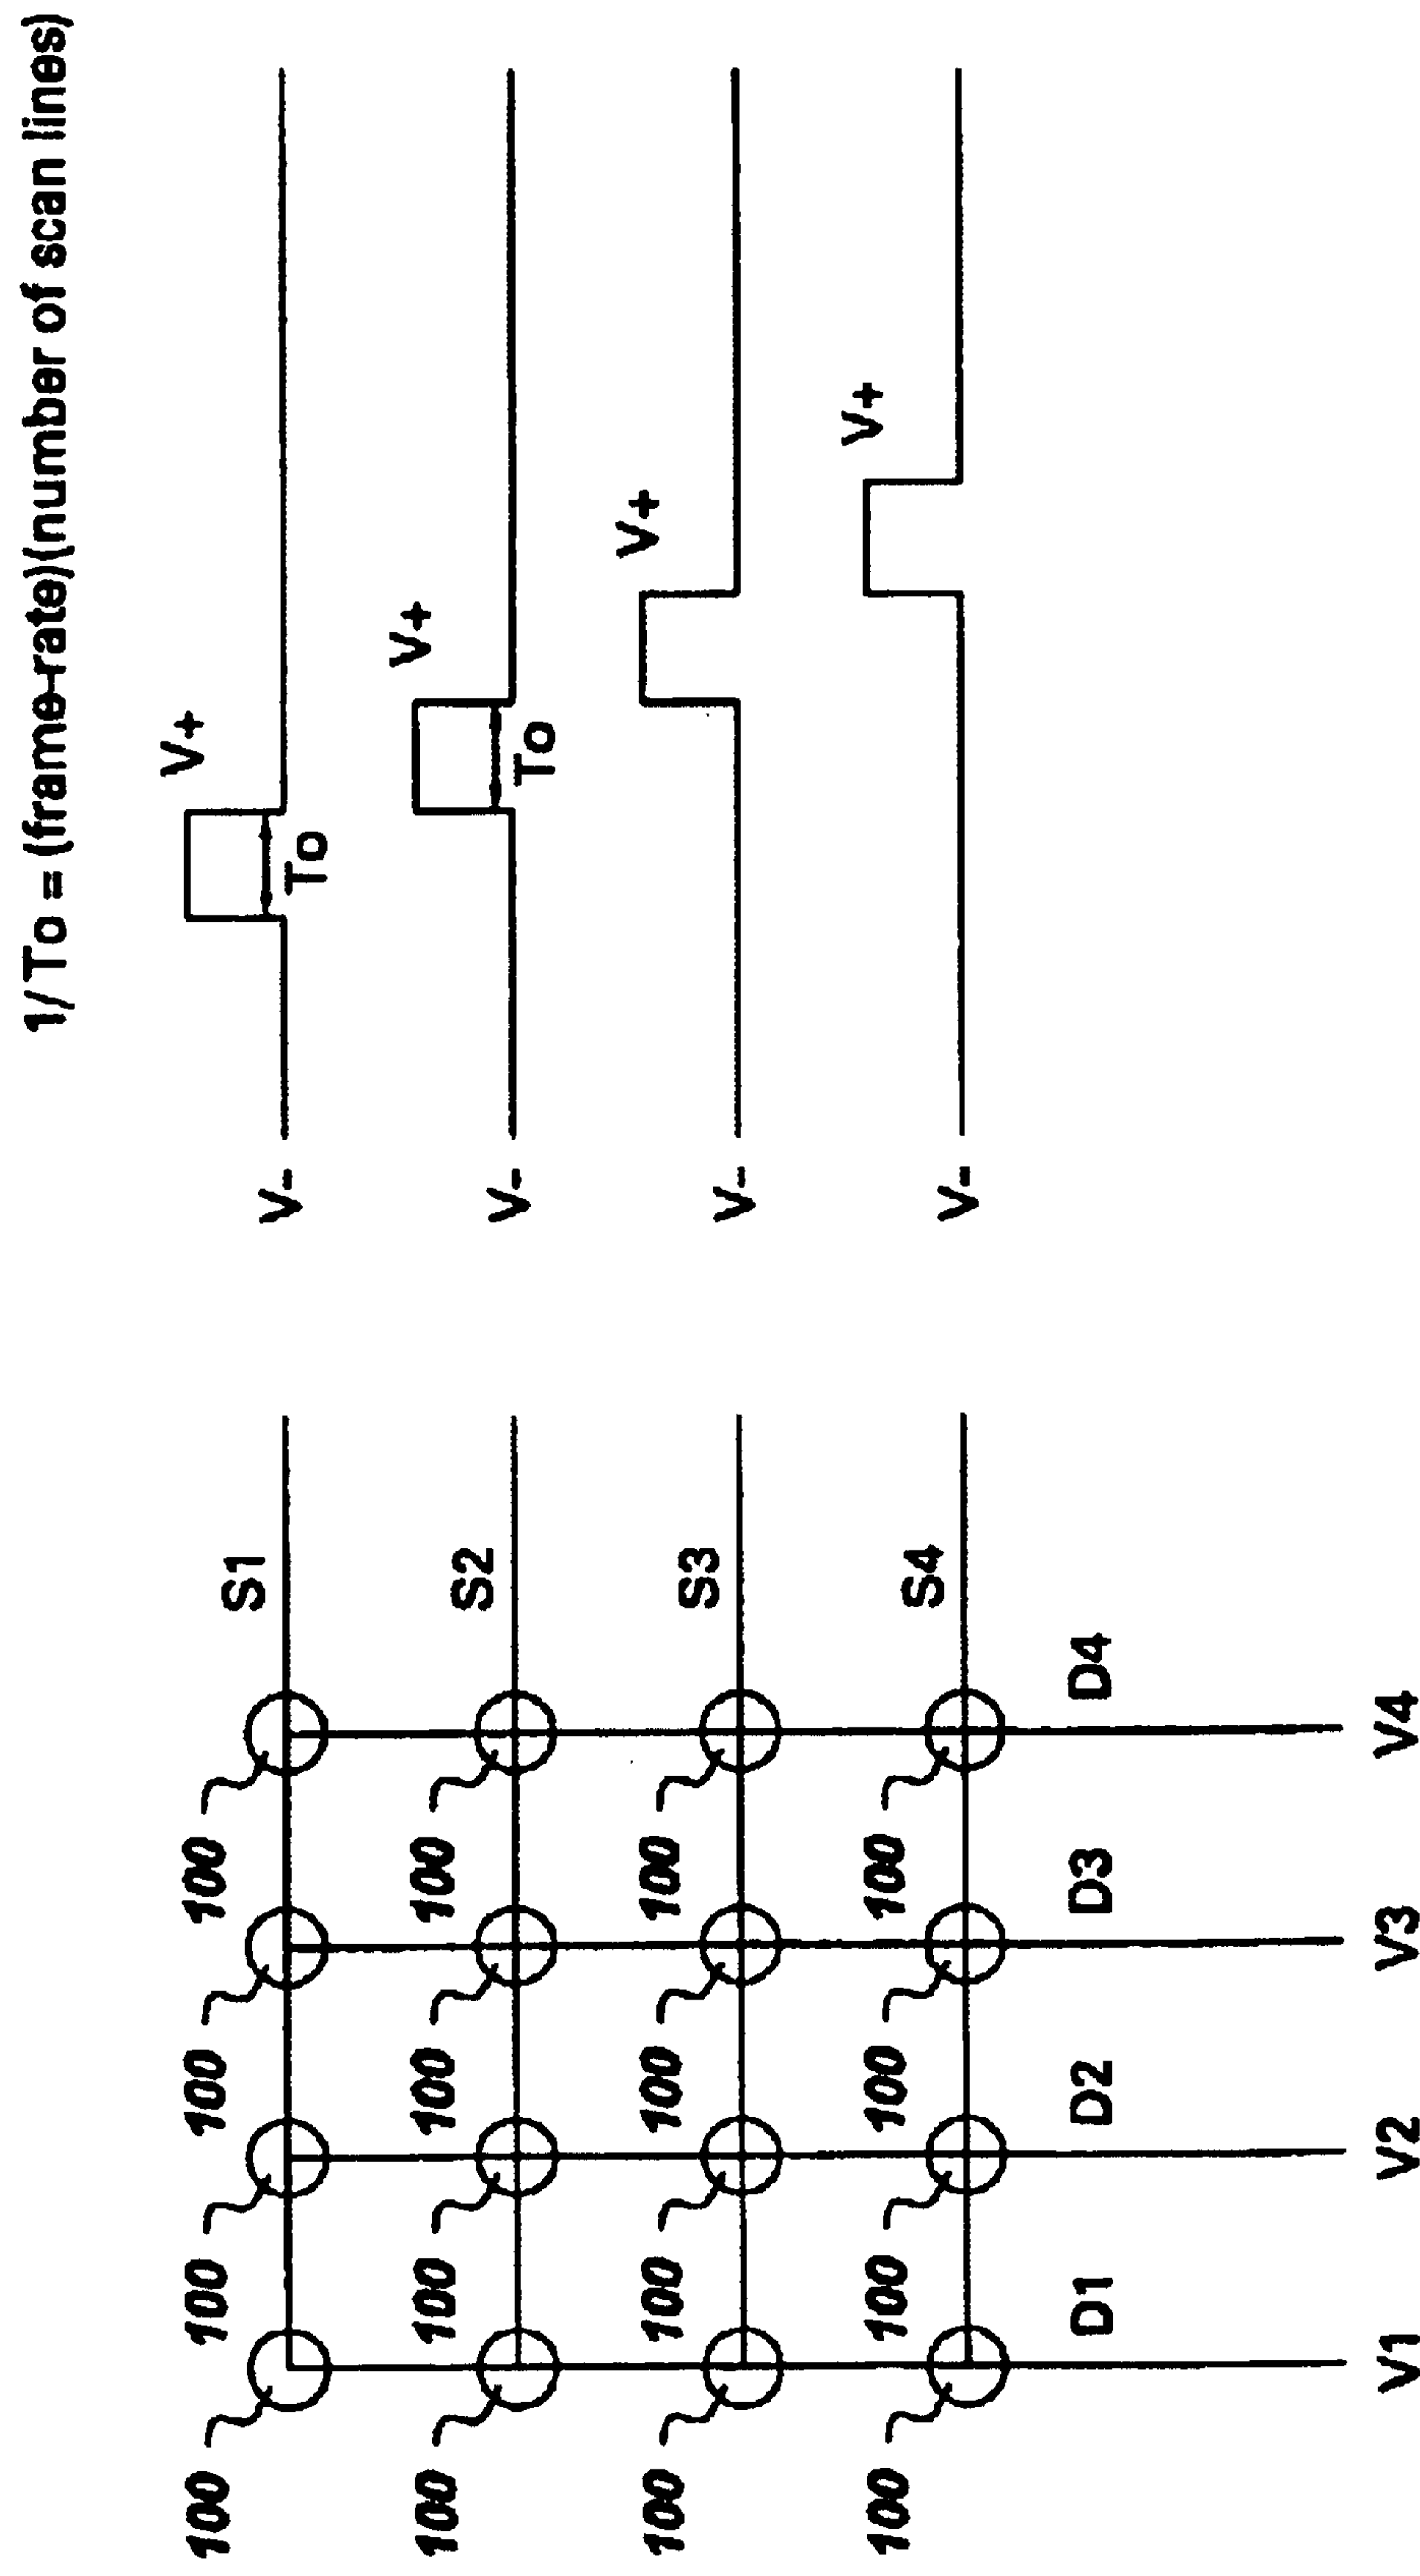 1/To = (frame-rate)(number of scan lines)
V+
100 100 100 100
S1
V-
To
V+
100 100 100 100
S2
V-
To
V+
100 100 100 100
S3
V-
V+
100 100 100 100
S4
V-
D1 D2 D3 D4
V1 V2 V3 V4